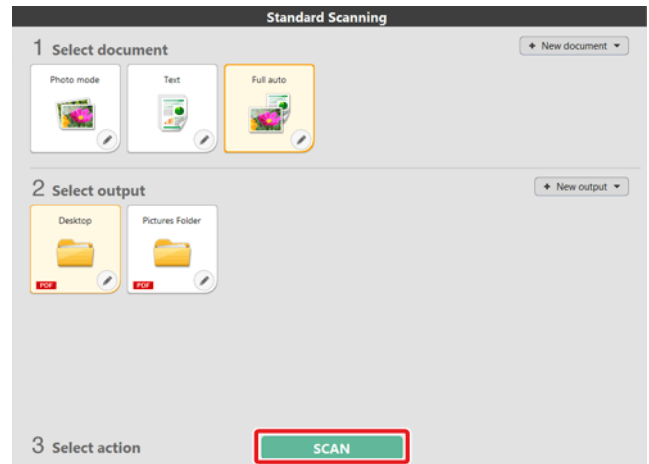 Standard Scanning
1 Select document
+ New document
Photo mode
Text
Full auto
2 Select output
+ New output
Desktop
Pictures Folder
PDF
PDF
3 Select action
SCAN